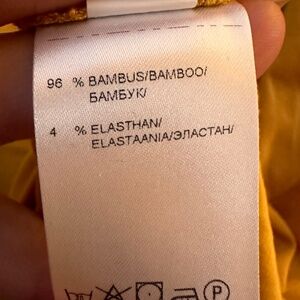 96 % BAMBUS/BAMBOO/
БАМБУК/
4 % ELASTHAN/
ELASTAANIA/ЭЛАСТАН/
P